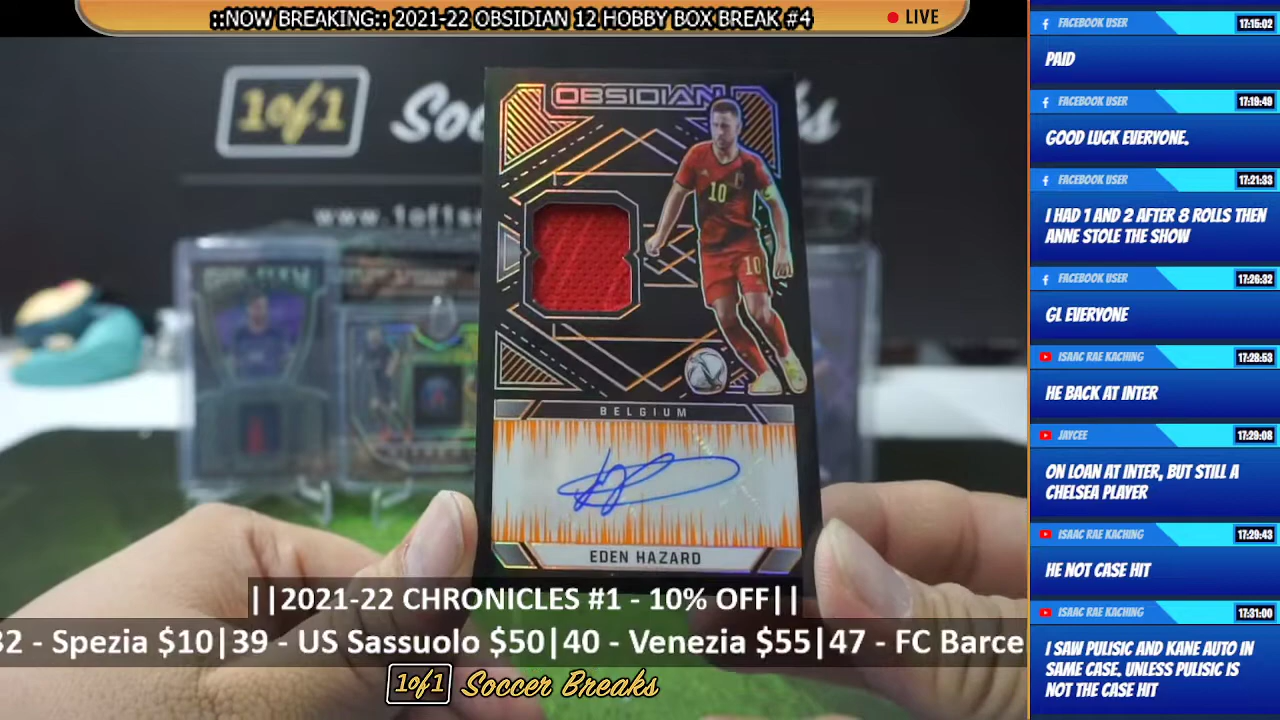 ::NOW BREAKING:: 2021-22 OBSIDIAN 12 HOBBY BOX BREAK #4
LIVE
1of1
www.1of1s
OBSIDIAN
10
10
BELGIUM
EDEN HAZARD
||2021-22 CHRONICLES #1 - 10% OFF||
32 - Spezia $10|39 - US Sassuolo $50|40 - Venezia $55|47 - FC Barce
1of1 Soccer Breaks
FACEBOOK USER 17:15:02
PAID
FACEBOOK USER 17:19:49
GOOD LUCK EVERYONE.
FACEBOOK USER 17:21:33
I HAD 1 AND 2 AFTER 8 ROLLS THEN
ANNE STOLE THE SHOW
FACEBOOK USER 17:26:32
GL EVERYONE
ISAAC RAE KACHING 17:28:53
HE BACK AT INTER
JAYCEE 17:29:08
ON LOAN AT INTER, BUT STILL A
CHELSEA PLAYER
ISAAC RAE KACHING 17:29:43
HE NOT CASE HIT
ISAAC RAE KACHING 17:31:00
I SAW PULISIC AND KANE AUTO IN
SAME CASE. UNLESS PULISIC IS
NOT THE CASE HIT